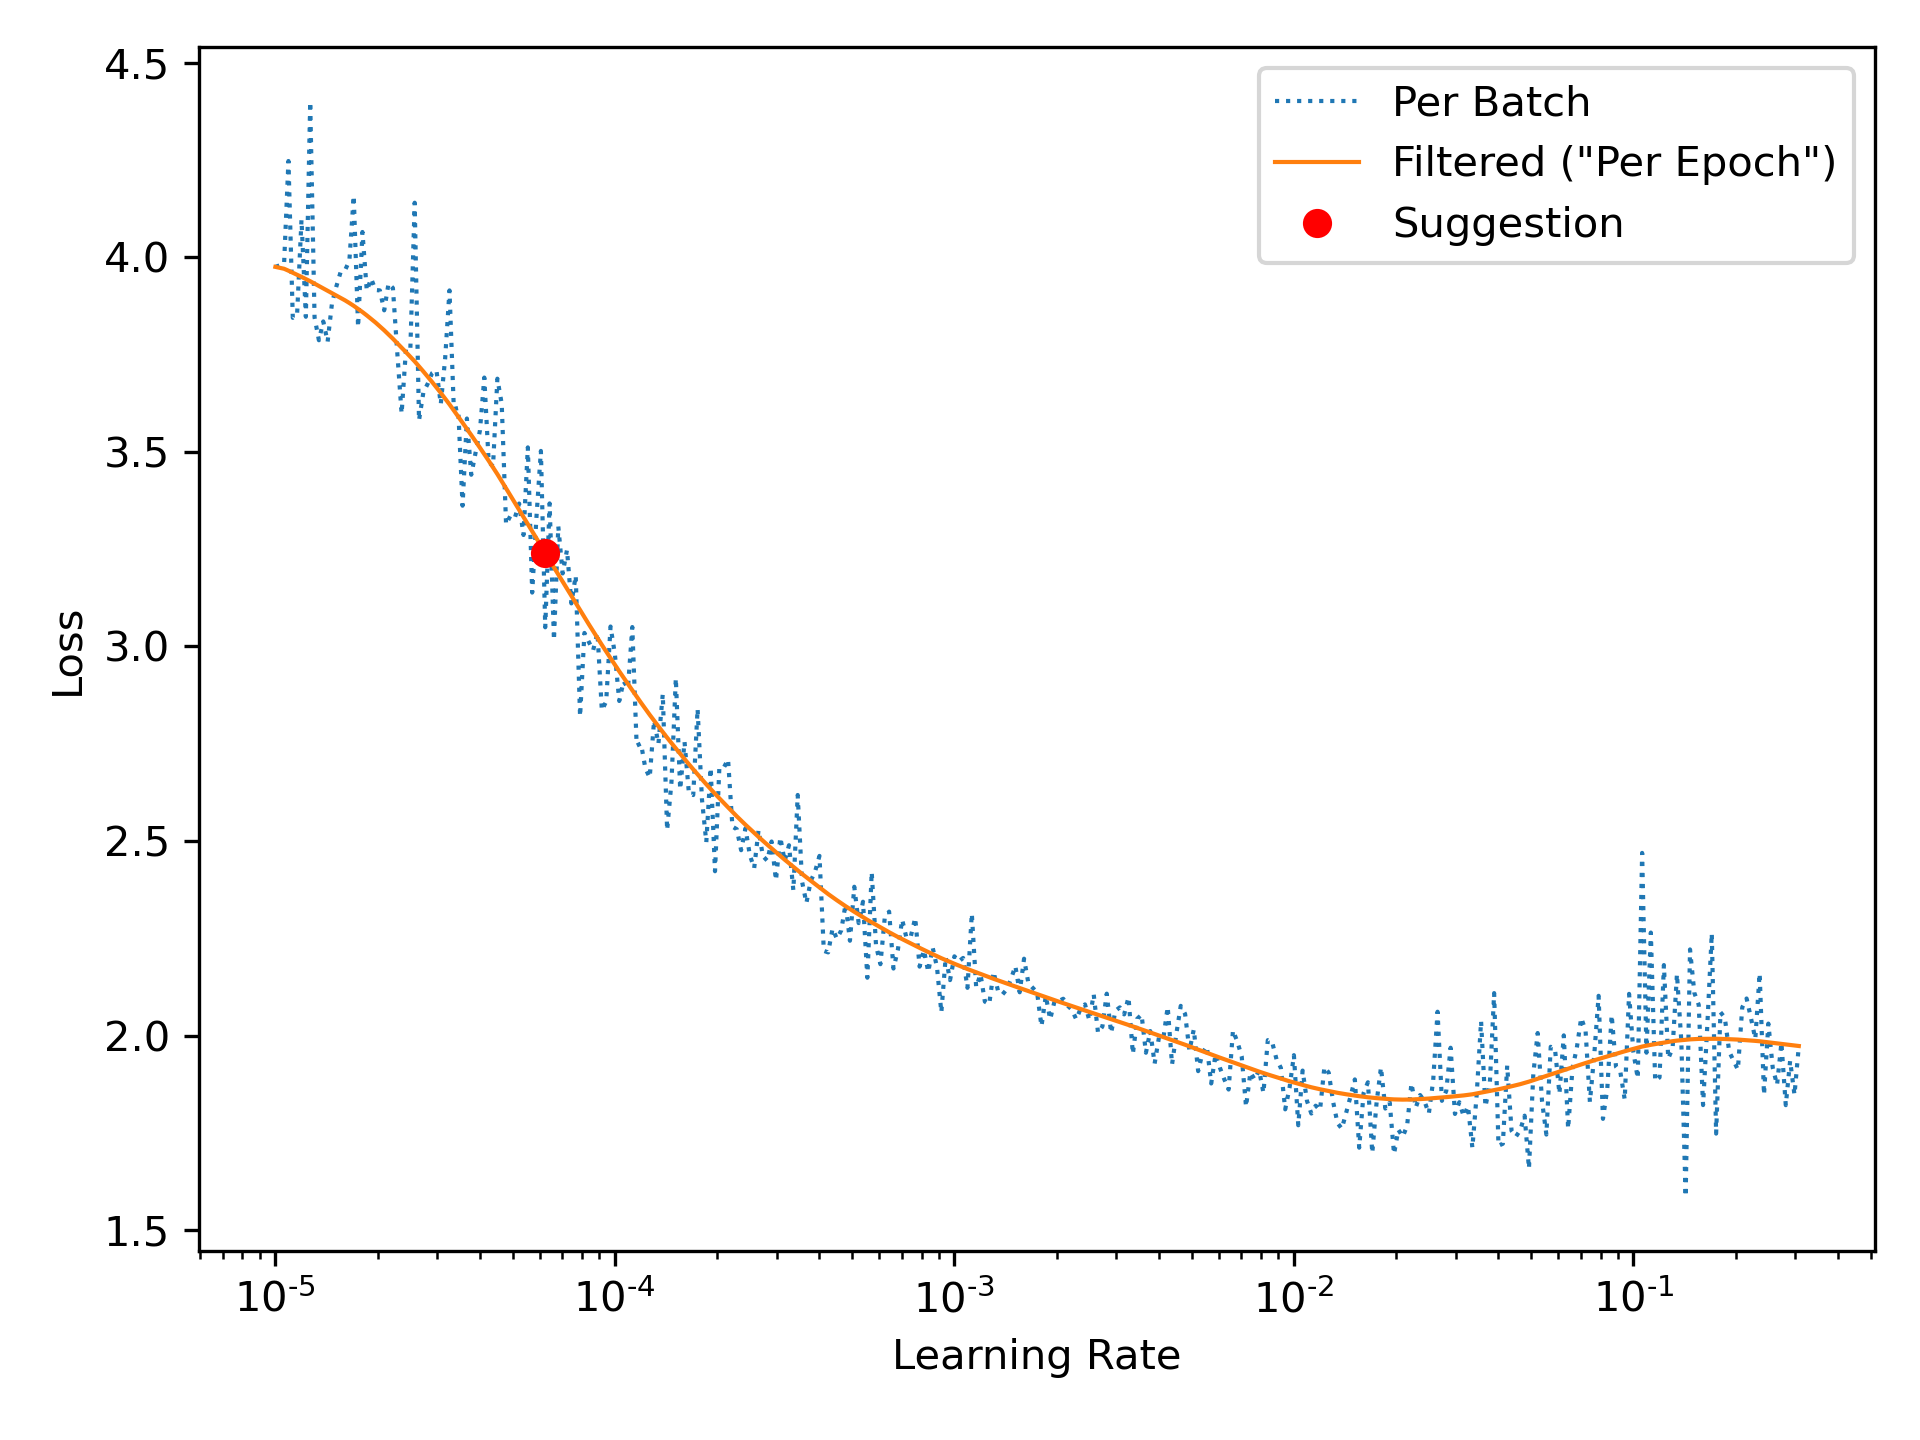 4.5
4.0
3.5
3.0
2.5
2.0
1.5
Loss
Per Batch
Filtered ("Per Epoch")
Suggestion
10-5 10-4 10-3 10-2 10-1
Learning Rate